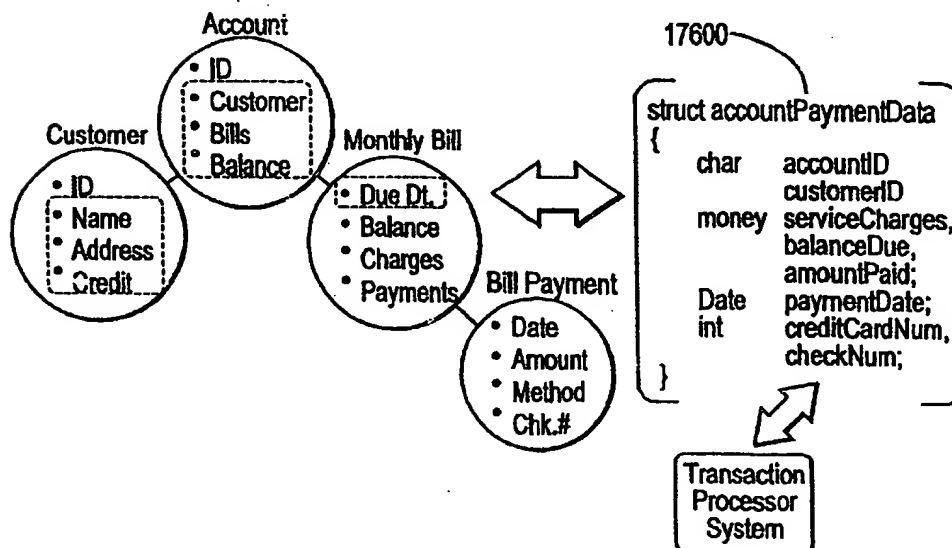 Account
• ID
• Customer
• Bills
• Balance
Customer
• ID
• Name
• Address
• Credit
Monthly Bill
• Due Dt.
• Balance
• Charges
• Payments
Bill Payment
• Date
• Amount
• Method
• Chk.#
17600
struct accountPaymentData
{
char accountID
customerID
money serviceCharges,
balanceDue,
amountPaid;
Date paymentDate;
int creditCardNum,
checkNum;
}
Transaction
Processor
System